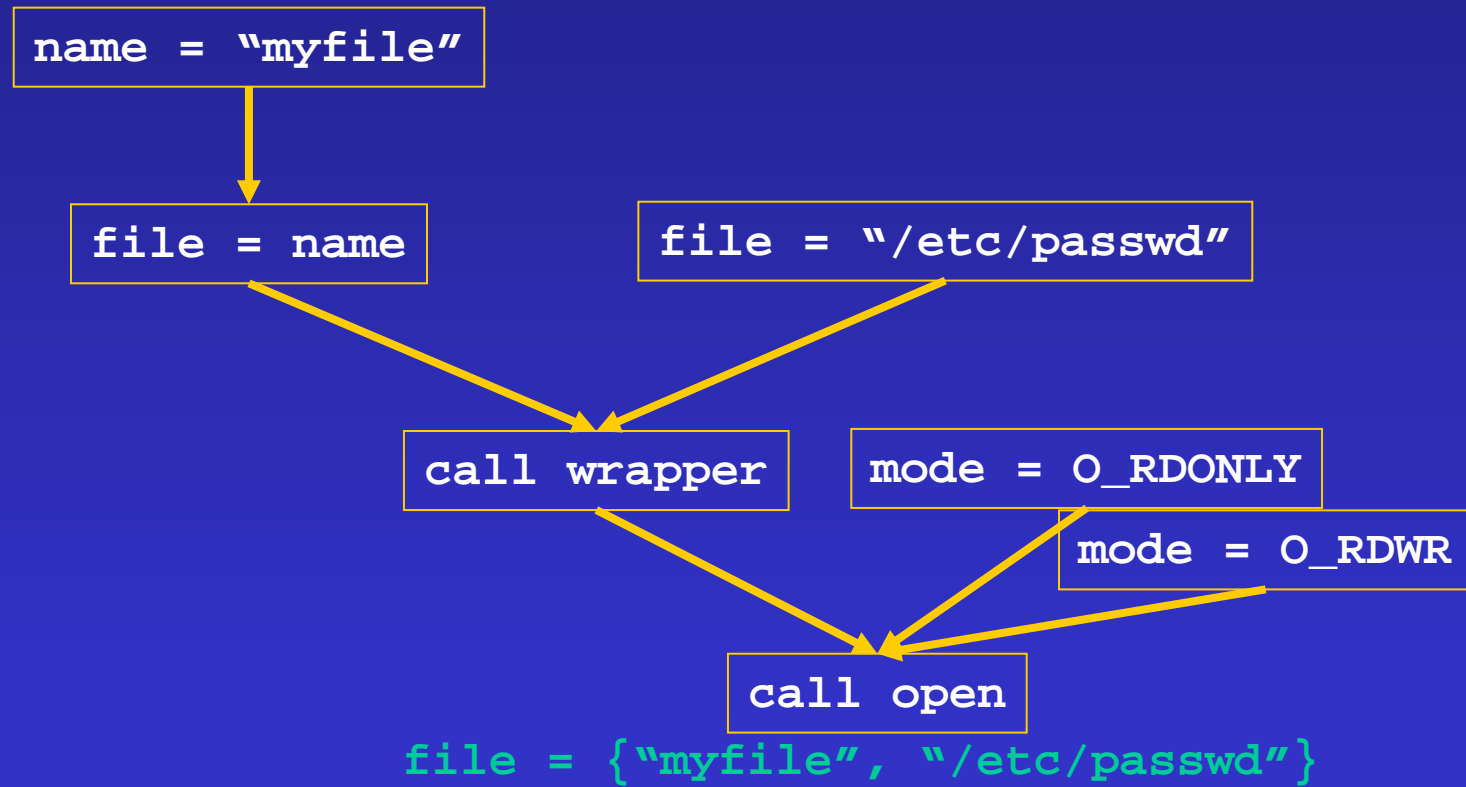 name = “myfile”
file = name
file = “/etc/passwd”
call wrapper
mode = O_RDONLY
mode = O_RDWR
call open
file = {“myfile”, “/etc/passwd”}